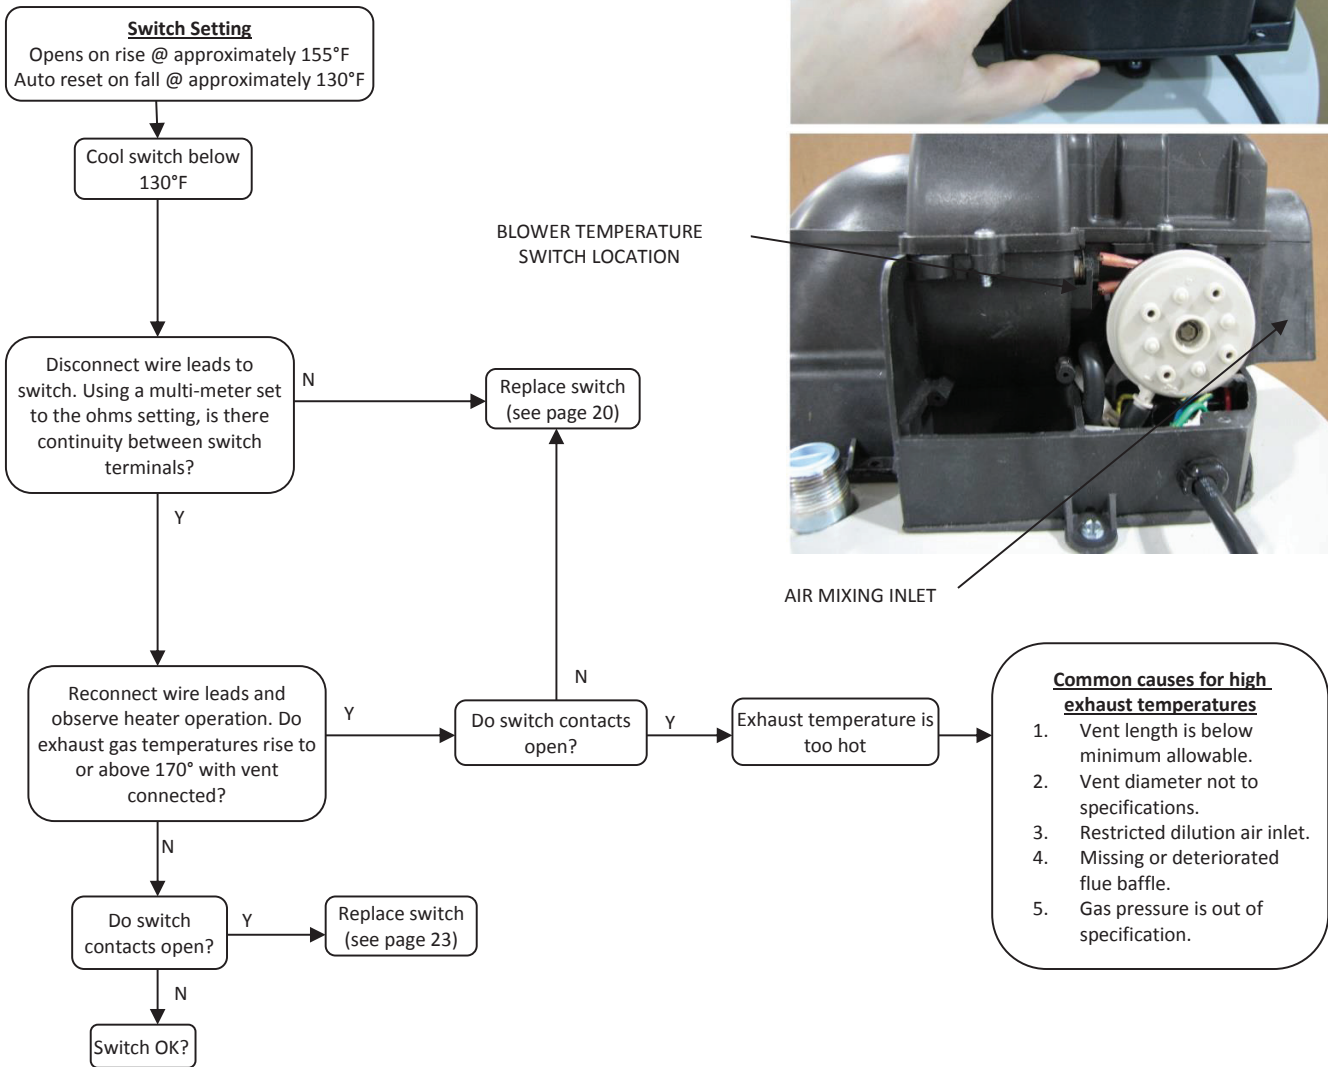 Switch Setting
Opens on rise @ approximately 155°F
Auto reset on fall @ approximately 130°F
Cool switch below
130°F
BLOWER TEMPERATURE
SWITCH LOCATION
Disconnect wire leads to
switch. Using a multi-meter set
to the ohms setting, is there
continuity between switch
terminals?
N
Replace switch
(see page 20)
Y
AIR MIXING INLET
Reconnect wire leads and
observe heater operation. Do
exhaust gas temperatures rise to
or above 170° with vent
connected?
Y
N
Do switch contacts
open?
Y
Exhaust temperature is
too hot
Common causes for high
exhaust temperatures
1. Vent length is below
minimum allowable.
2. Vent diameter not to
specifications.
3. Restricted dilution air inlet.
4. Missing or deteriorated
flue baffle.
5. Gas pressure is out of
specification.
N
Do switch
contacts open?
Y
Replace switch
(see page 23)
N
Switch OK?